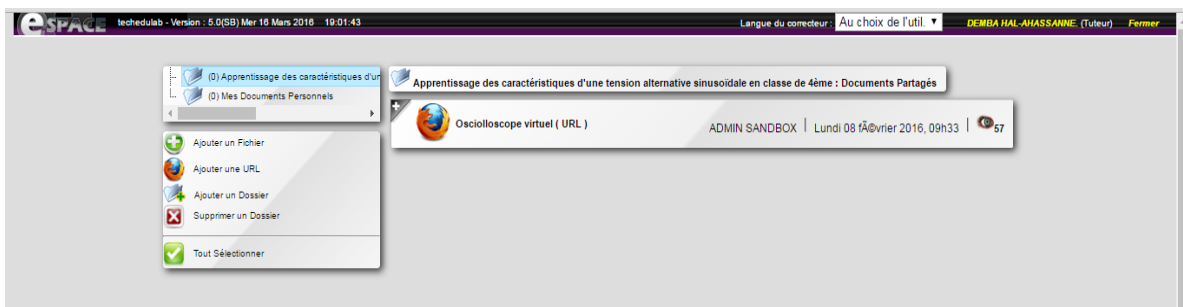 eSPACE techedulab - Version : 5.0(SB) Mer 16 Mars 2016 19:01:43 Langue du correcteur : Au choix de l'util. DEMBA HAL-AHASSANNE. (Tuteur) Fermer
(0) Apprentissage des caractéristiques d'un
(0) Mes Documents Personnels
Apprentissage des caractéristiques d'une tension alternative sinusoïdale en classe de 4ème : Documents Partagés
Osciolloscope virtuel ( URL ) ADMIN SANDBOX | Lundi 08 fÃ©vrier 2016, 09h33 | 57
Ajouter un Fichier
Ajouter une URL
Ajouter un Dossier
Supprimer un Dossier
Tout Sélectionner